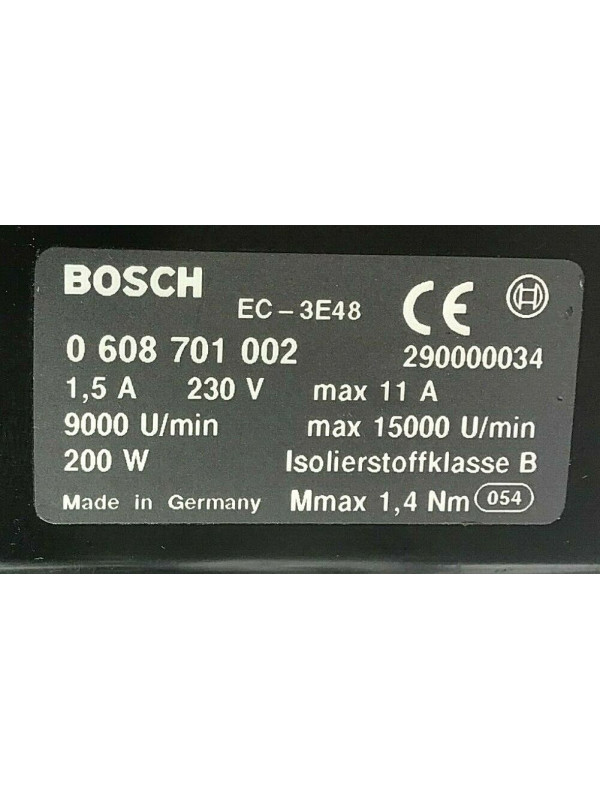 BOSCH EC – 3E48 CE
0 608 701 002 290000034
1,5 A 230 V max 11 A
9000 U/min max 15000 U/min
200 W Isolierstoffklasse B
Made in Germany Mmax 1,4 Nm 054